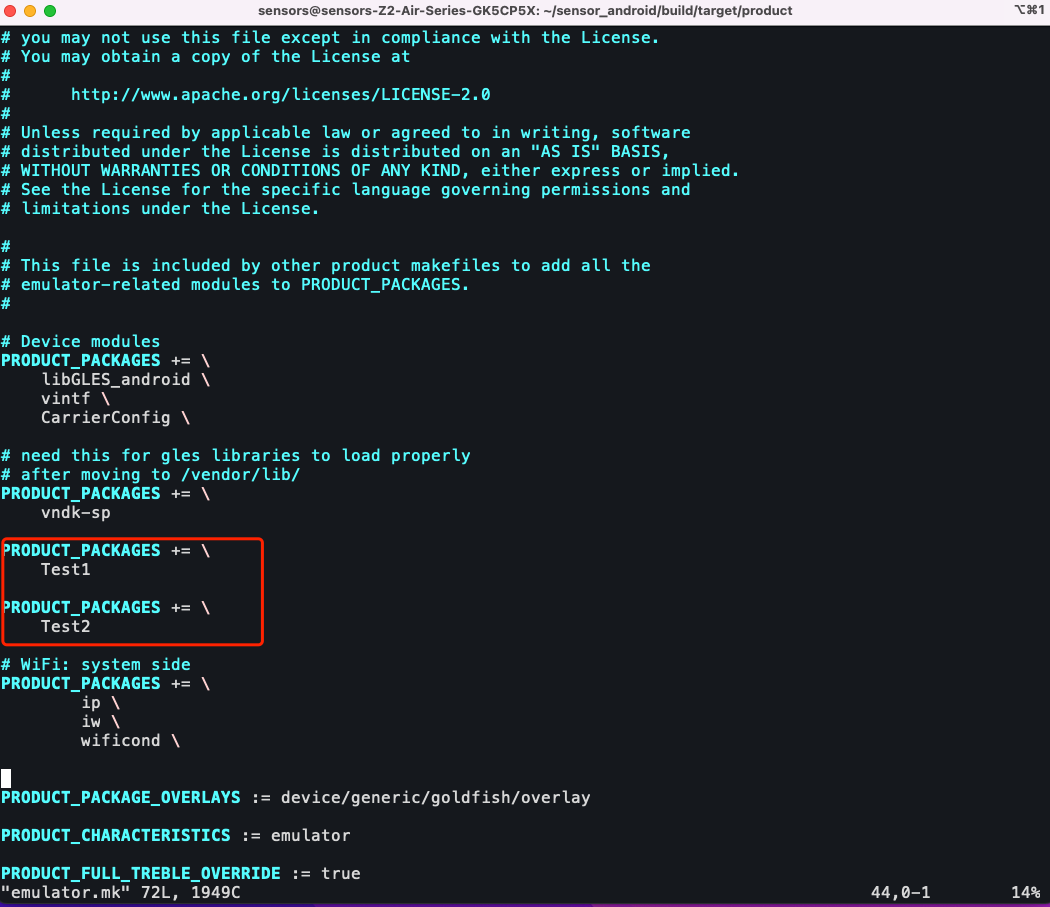 sensors@sensors-Z2-Air-Series-GK5CP5X: ~/sensor_android/build/target/product
⌥⌘1
# you may not use this file except in compliance with the License.
# You may obtain a copy of the License at
#
#      http://www.apache.org/licenses/LICENSE-2.0
#
# Unless required by applicable law or agreed to in writing, software
# distributed under the License is distributed on an "AS IS" BASIS,
# WITHOUT WARRANTIES OR CONDITIONS OF ANY KIND, either express or implied.
# See the License for the specific language governing permissions and
# limitations under the License.
#
# This file is included by other product makefiles to add all the
# emulator-related modules to PRODUCT_PACKAGES.
#
# Device modules
PRODUCT_PACKAGES += \
    libGLES_android \
    vintf \
    CarrierConfig \
# need this for gles libraries to load properly
# after moving to /vendor/lib/
PRODUCT_PACKAGES += \
    vndk-sp
PRODUCT_PACKAGES += \
    Test1
PRODUCT_PACKAGES += \
    Test2
# WiFi: system side
PRODUCT_PACKAGES += \
        ip \
        iw \
        wificond \
PRODUCT_PACKAGE_OVERLAYS := device/generic/goldfish/overlay
PRODUCT_CHARACTERISTICS := emulator
PRODUCT_FULL_TREBLE_OVERRIDE := true
"emulator.mk" 72L, 1949C 44,0-1 14%